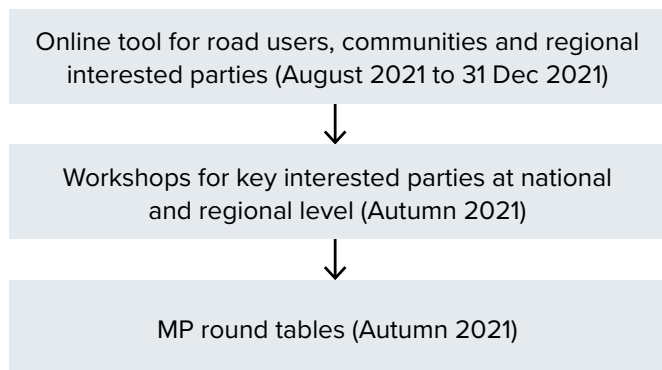 Online tool for road users, communities and regional
interested parties (August 2021 to 31 Dec 2021)
Workshops for key interested parties at national
and regional level (Autumn 2021)
MP round tables (Autumn 2021)